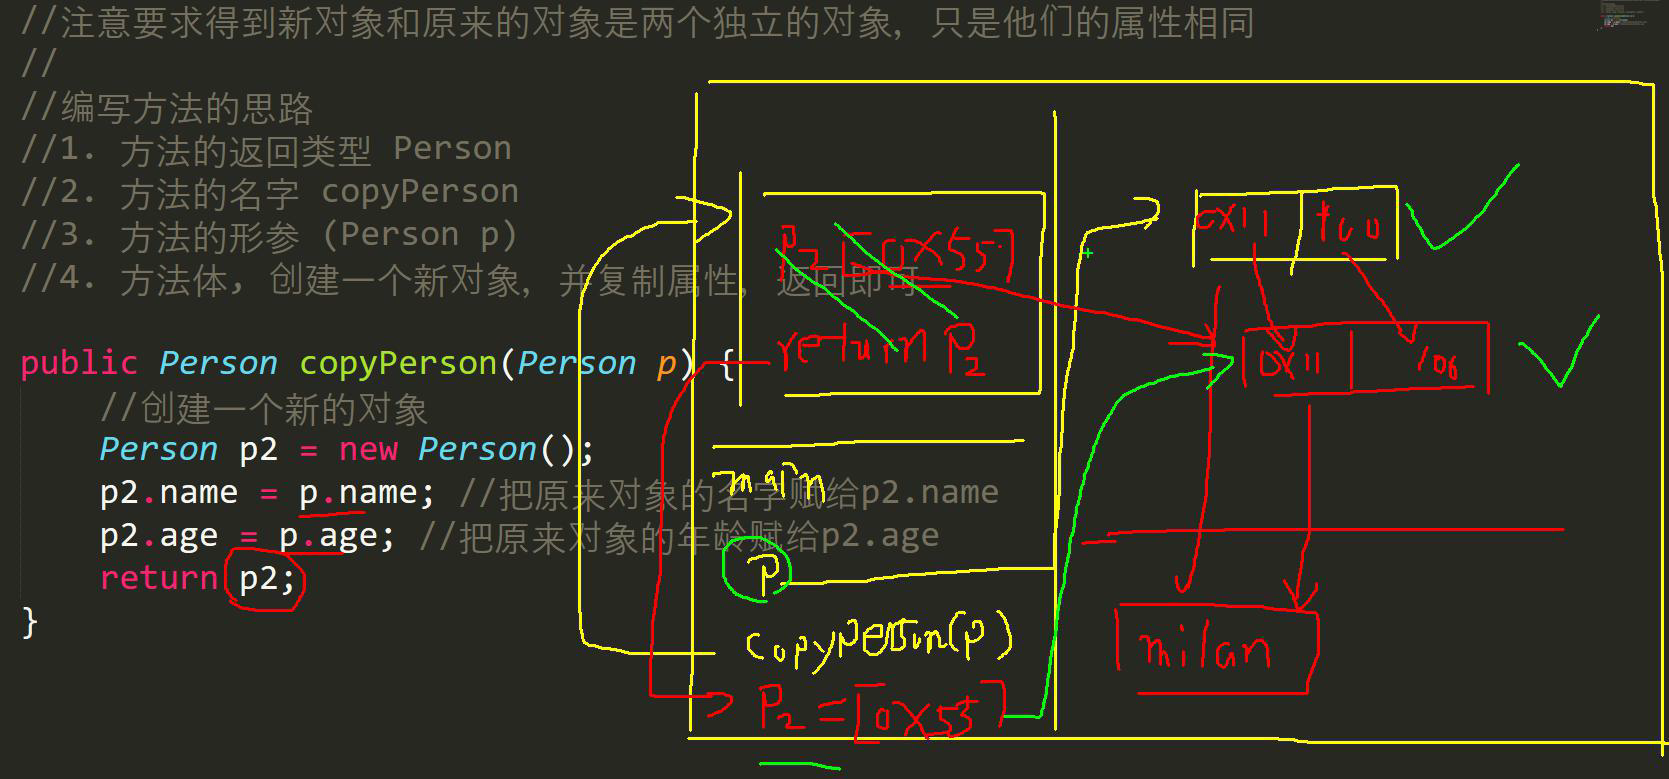 //注意要求得到新对象和原来的对象是两个独立的对象，只是他们的属性相同
//
//编写方法的思路
//1. 方法的返回类型 Person
//2. 方法的名字 copyPerson
//3. 方法的形参 (Person p)
//4. 方法体, 创建一个新对象, 并复制属性, 返回即可
public Person copyPerson(Person p) {
//创建一个新的对象
Person p2 = new Person();
p2.name = p.name; //把原来对象的名字赋给p2.name
p2.age = p.age; //把原来对象的年龄赋给p2.age
return p2;
}
P2 [0X55]
return P2
main
p
copyperson(p)
P2=[0X55]
0X11 100
0X11 100
milan